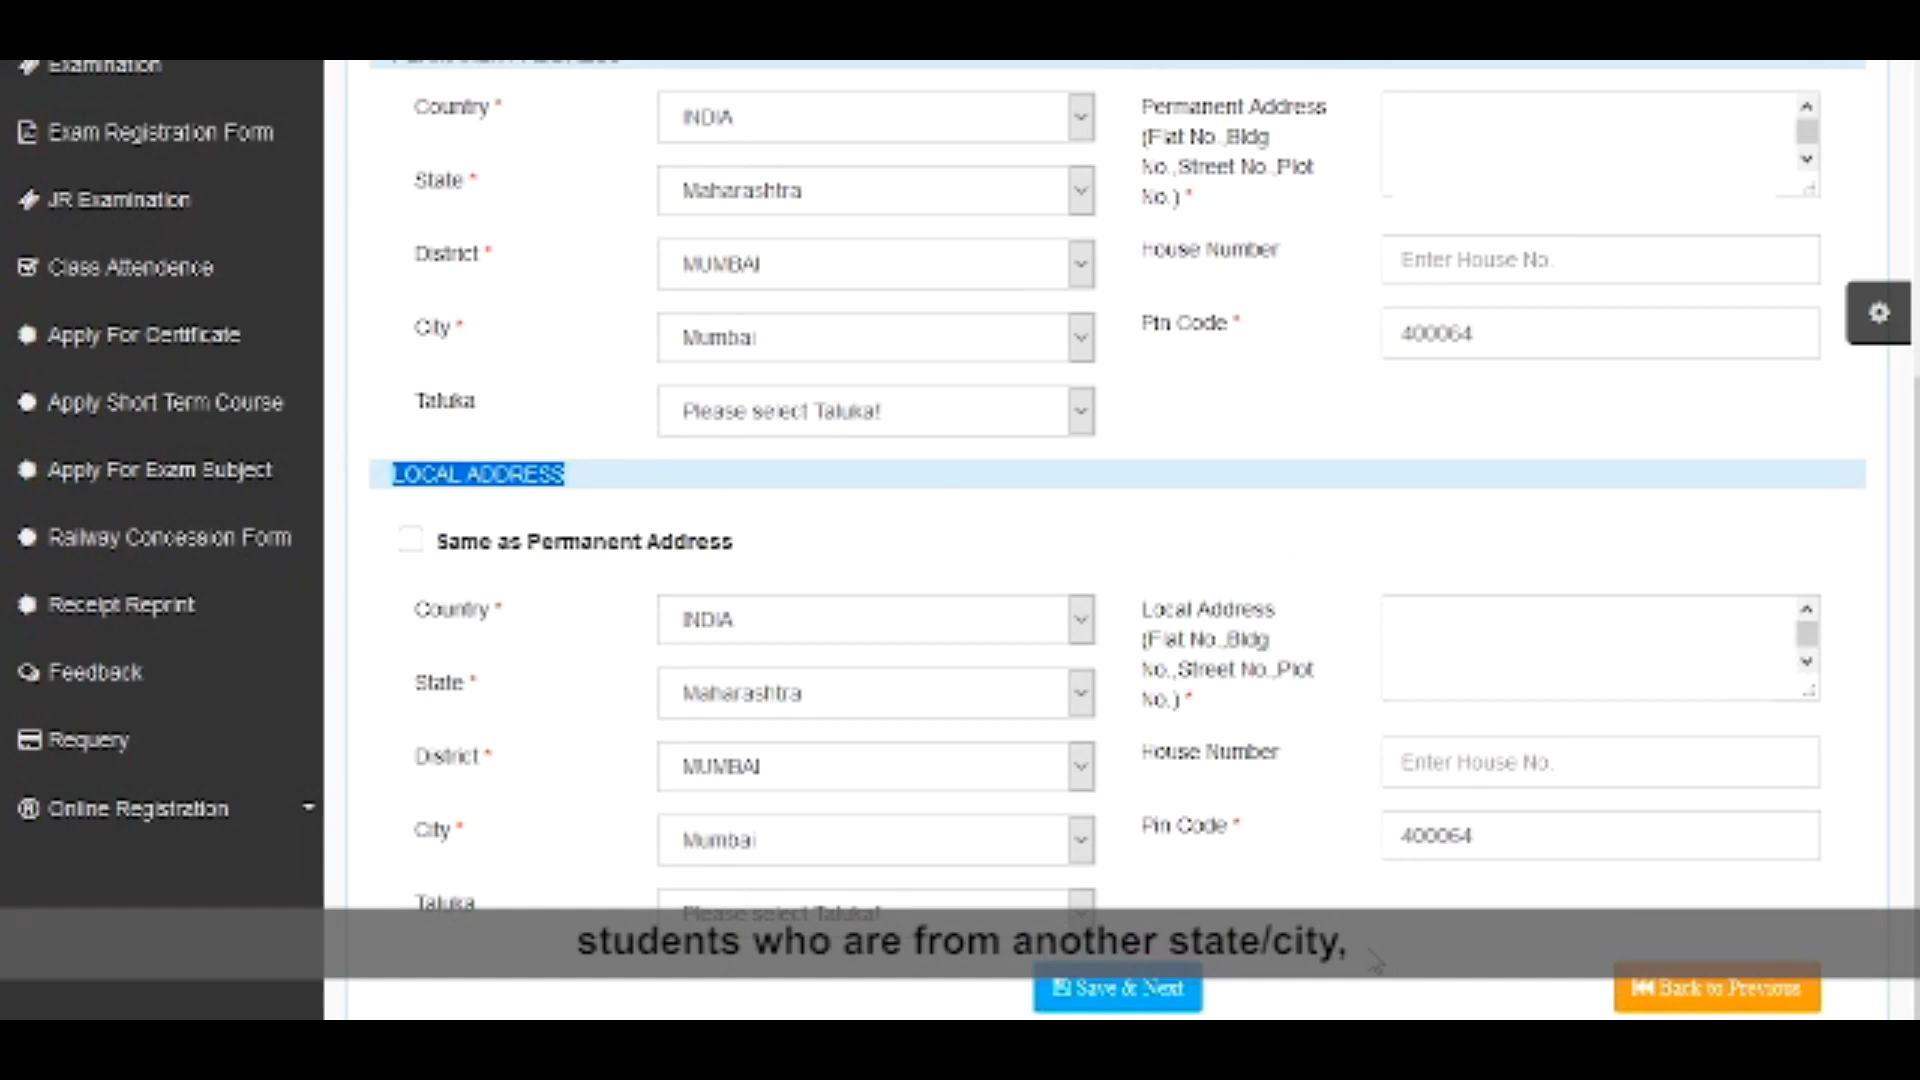 Examination
Exam Registration Form
JR Examination
Class Attendence
Apply For Certificate
Apply Short Term Course
Apply For Exam Subject
Railway Concession Form
Receipt Reprint
Feedback
Requery
Online Registration
PERMANENT ADDRESS
Country * INDIA
State * Maharashtra
District * MUMBAI
City * Mumbai
Taluka Please select Taluka!
Permanent Address
(Flat No.,Bldg
No.,Street No.,Plot
No.) *
House Number Enter House No.
Pin Code * 400064
LOCAL ADDRESS
Same as Permanent Address
Country * INDIA
State * Maharashtra
District * MUMBAI
City * Mumbai
Taluka Please select Taluka!
Local Address
(Flat No.,Bldg
No.,Street No.,Plot
No.) *
House Number Enter House No.
Pin Code * 400064
students who are from another state/city,
Save & Next
Back to Previous